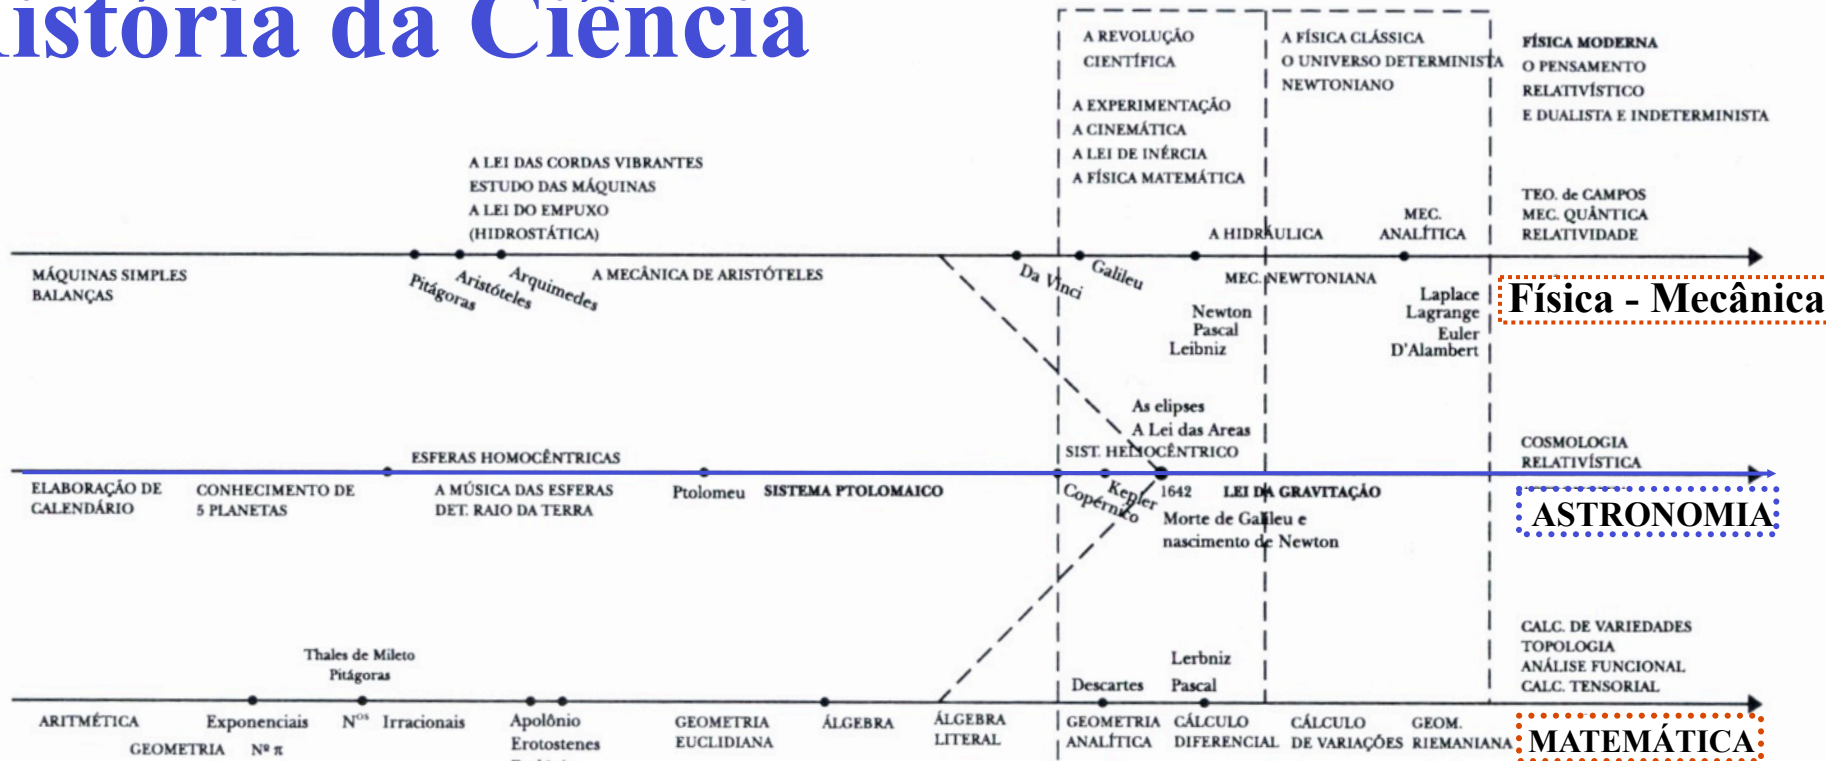 istória da Ciência
A REVOLUÇÃO
CIENTÍFICA
A EXPERIMENTAÇÃO
A CINEMÁTICA
A LEI DE INÉRCIA
A FÍSICA MATEMÁTICA
A FÍSICA CLÁSSICA
O UNIVERSO DETERMINISTA
NEWTONIANO
FÍSICA MODERNA
O PENSAMENTO
RELATIVÍSTICO
E DUALISTA E INDETERMINISTA
A LEI DAS CORDAS VIBRANTES
ESTUDO DAS MÁQUINAS
A LEI DO EMPUXO
(HIDROSTÁTICA)
A HIDRÁULICA
MEC.
ANALÍTICA
TEO. de CAMPOS
MEC. QUÂNTICA
RELATIVIDADE
MÁQUINAS SIMPLES
BALANÇAS
Pitágoras
Aristóteles
Arquimedes
A MECÂNICA DE ARISTÓTELES
Da Vinci
Galileu
MEC. NEWTONIANA
Newton
Pascal
Leibniz
Laplace
Lagrange
Euler
D'Alambert
Física - Mecânica
As elipses
A Lei das Areas
SIST. HELIOCÊNTRICO
ESFERAS HOMOCÊNTRICAS
COSMOLOGIA
RELATIVÍSTICA
ELABORAÇÃO DE
CALENDÁRIO
CONHECIMENTO DE
5 PLANETAS
A MÚSICA DAS ESFERAS
DET. RAIO DA TERRA
Ptolomeu
SISTEMA PTOLOMAICO
Copérnico
Kepler
1642
LEI DA GRAVITAÇÃO
Morte de Galileu e
nascimento de Newton
ASTRONOMIA
Thales de Mileto
Pitágoras
Descartes
Lerbniz
Pascal
CALC. DE VARIEDADES
TOPOLOGIA
ANÁLISE FUNCIONAL
CALC. TENSORIAL
ARITMÉTICA
GEOMETRIA
Exponenciais
Nº π
Nos Irracionais
Apolônio
Erotostenes
GEOMETRIA
EUCLIDIANA
ÁLGEBRA
ÁLGEBRA
LITERAL
GEOMETRIA
ANALÍTICA
CÁLCULO
DIFERENCIAL
CÁLCULO
DE VARIAÇÕES
GEOM.
RIEMANIANA
MATEMÁTICA